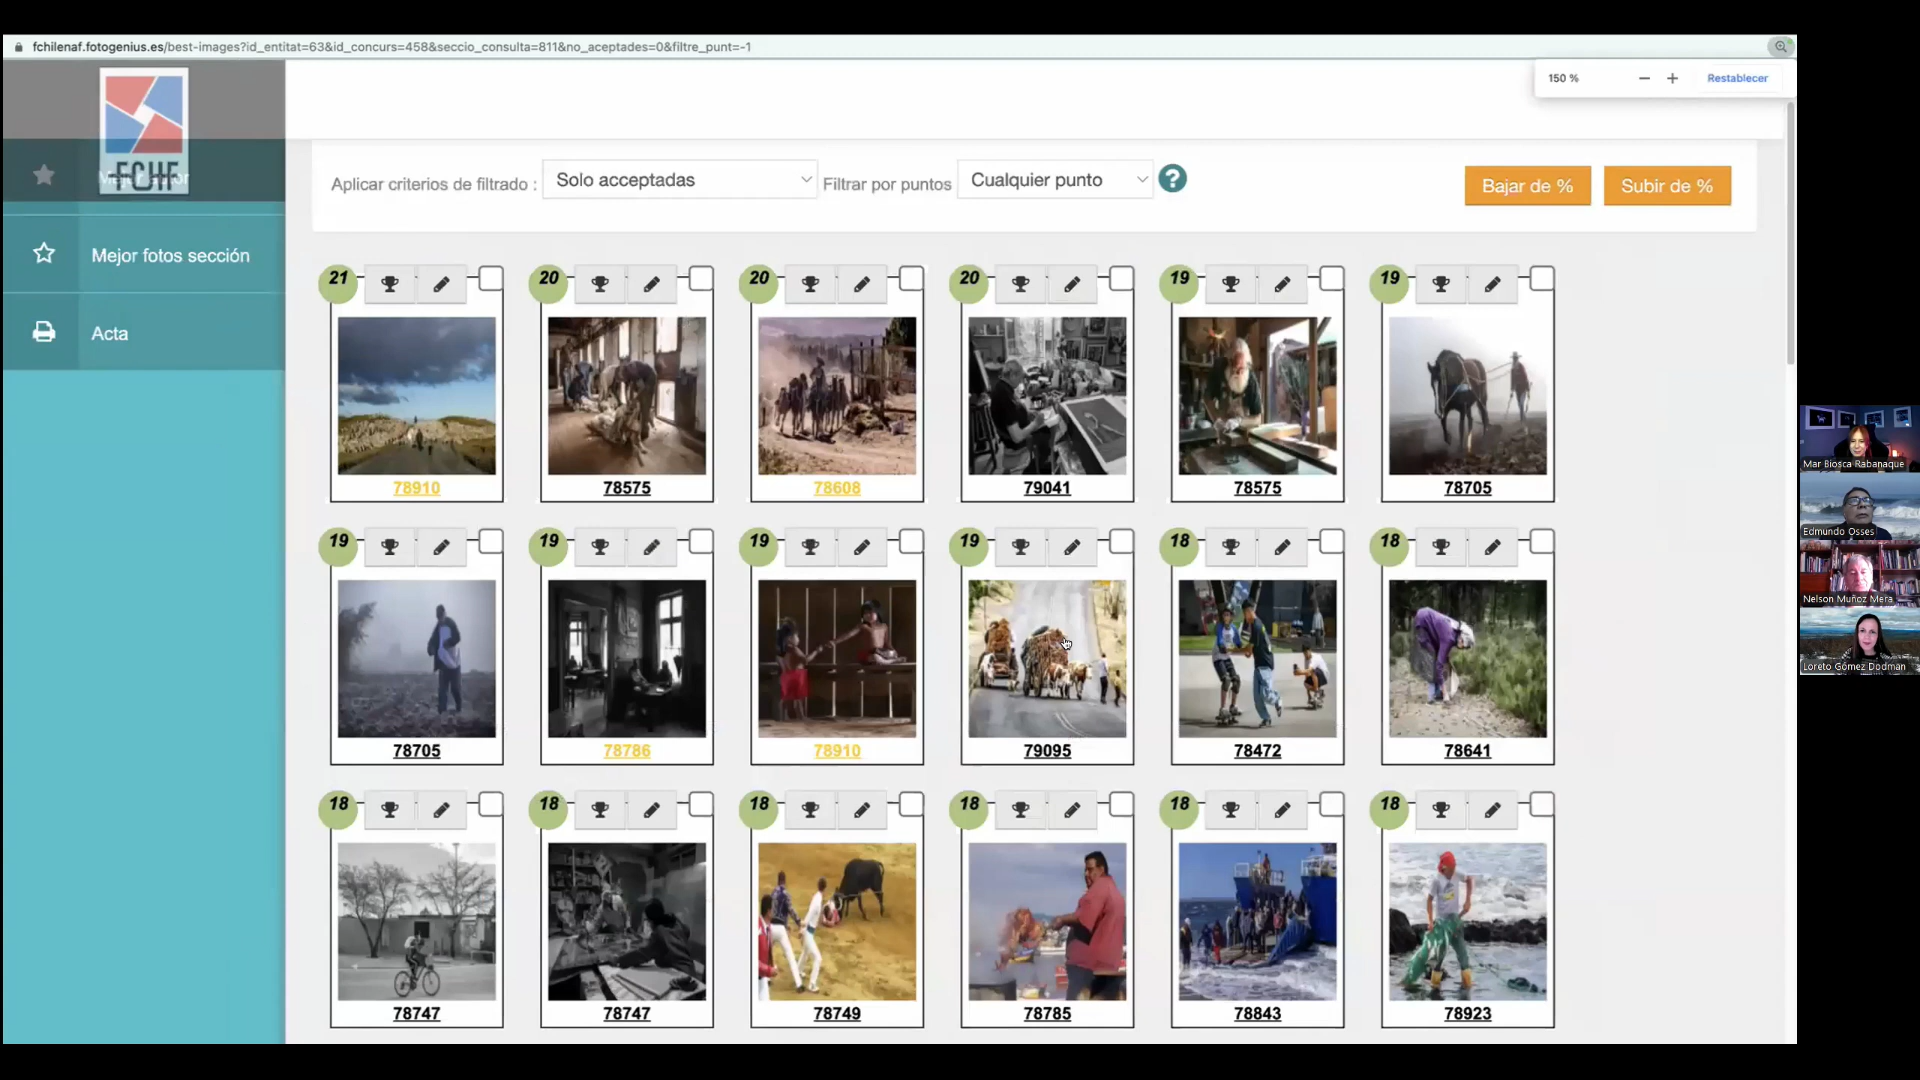 fchilenaf.fotogenius.es/best-images?id_entitat=63&id_concurs=458&seccio_consulta=811&no_aceptades=0&filtre_punt=-1
150 %
Restablecer
FCHF
Aplicar criterios de filtrado : Solo acceptadas Filtrar por puntos Cualquier punto ? Bajar de % Subir de %
Mejor fotos sección
Acta
21 20 20 20 19 19
78910 78575 78608 79041 78575 78705
19 19 19 19 18 18
78705 78786 78910 79095 78472 78641
18 18 18 18 18 18
78747 78747 78749 78785 78843 78923
Mar Biosca Rabanaque
Edmundo Osses
Nelson Muñoz Mera
Loreto Gómez Dodman